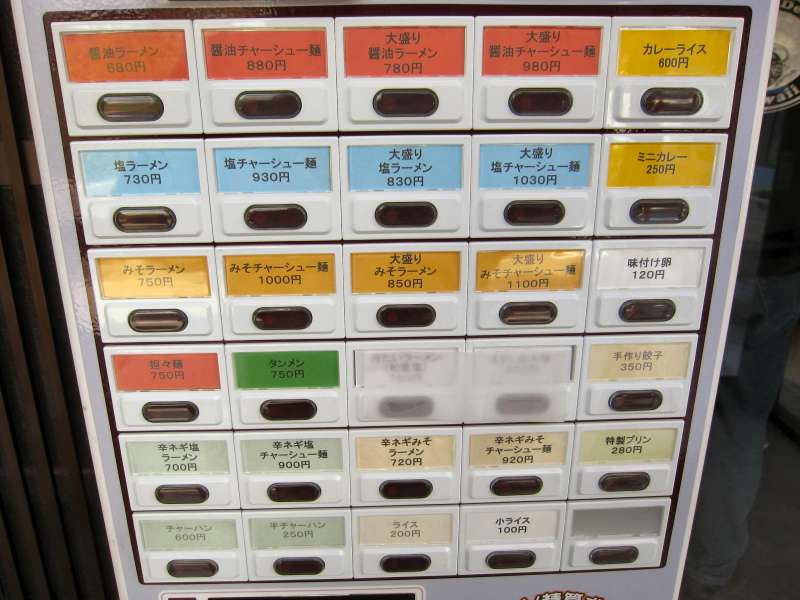 醤油ラーメン
680円
醤油チャーシュー麺
880円
大盛り
醤油ラーメン
780円
大盛り
醤油チャーシュー麺
980円
カレーライス
600円
塩ラーメン
730円
塩チャーシュー麺
930円
大盛り
塩ラーメン
830円
大盛り
塩チャーシュー麺
1030円
ミニカレー
250円
みそラーメン
750円
みそチャーシュー麺
1000円
大盛り
みそラーメン
850円
大盛り
みそチャーシュー麺
1100円
味付け卵
120円
担々麺
750円
タンメン
750円
手作り餃子
350円
辛ネギ塩
ラーメン
700円
辛ネギ塩
チャーシュー麺
900円
辛ネギみそ
ラーメン
720円
辛ネギみそ
チャーシュー麺
920円
特製プリン
280円
チャーハン
600円
半チャーハン
250円
ライス
200円
小ライス
100円